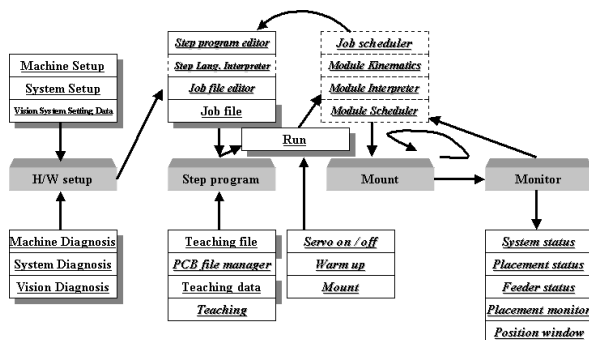 Step program editor
Step Lang. Interpreter
Job file editor
Job file
Job scheduler
Module Kinematics
Module Interpreter
Module Scheduler
Machine Setup
System Setup
Vision System Setting Data
Run
H/W setup
Step program
Mount
Monitor
Machine Diagnosis
System Diagnosis
Vision Diagnosis
Teaching file
PCB file manager
Teaching data
Teaching
Servo on / off
Warm up
Mount
System status
Placement status
Feeder status
Placement monitor
Position window